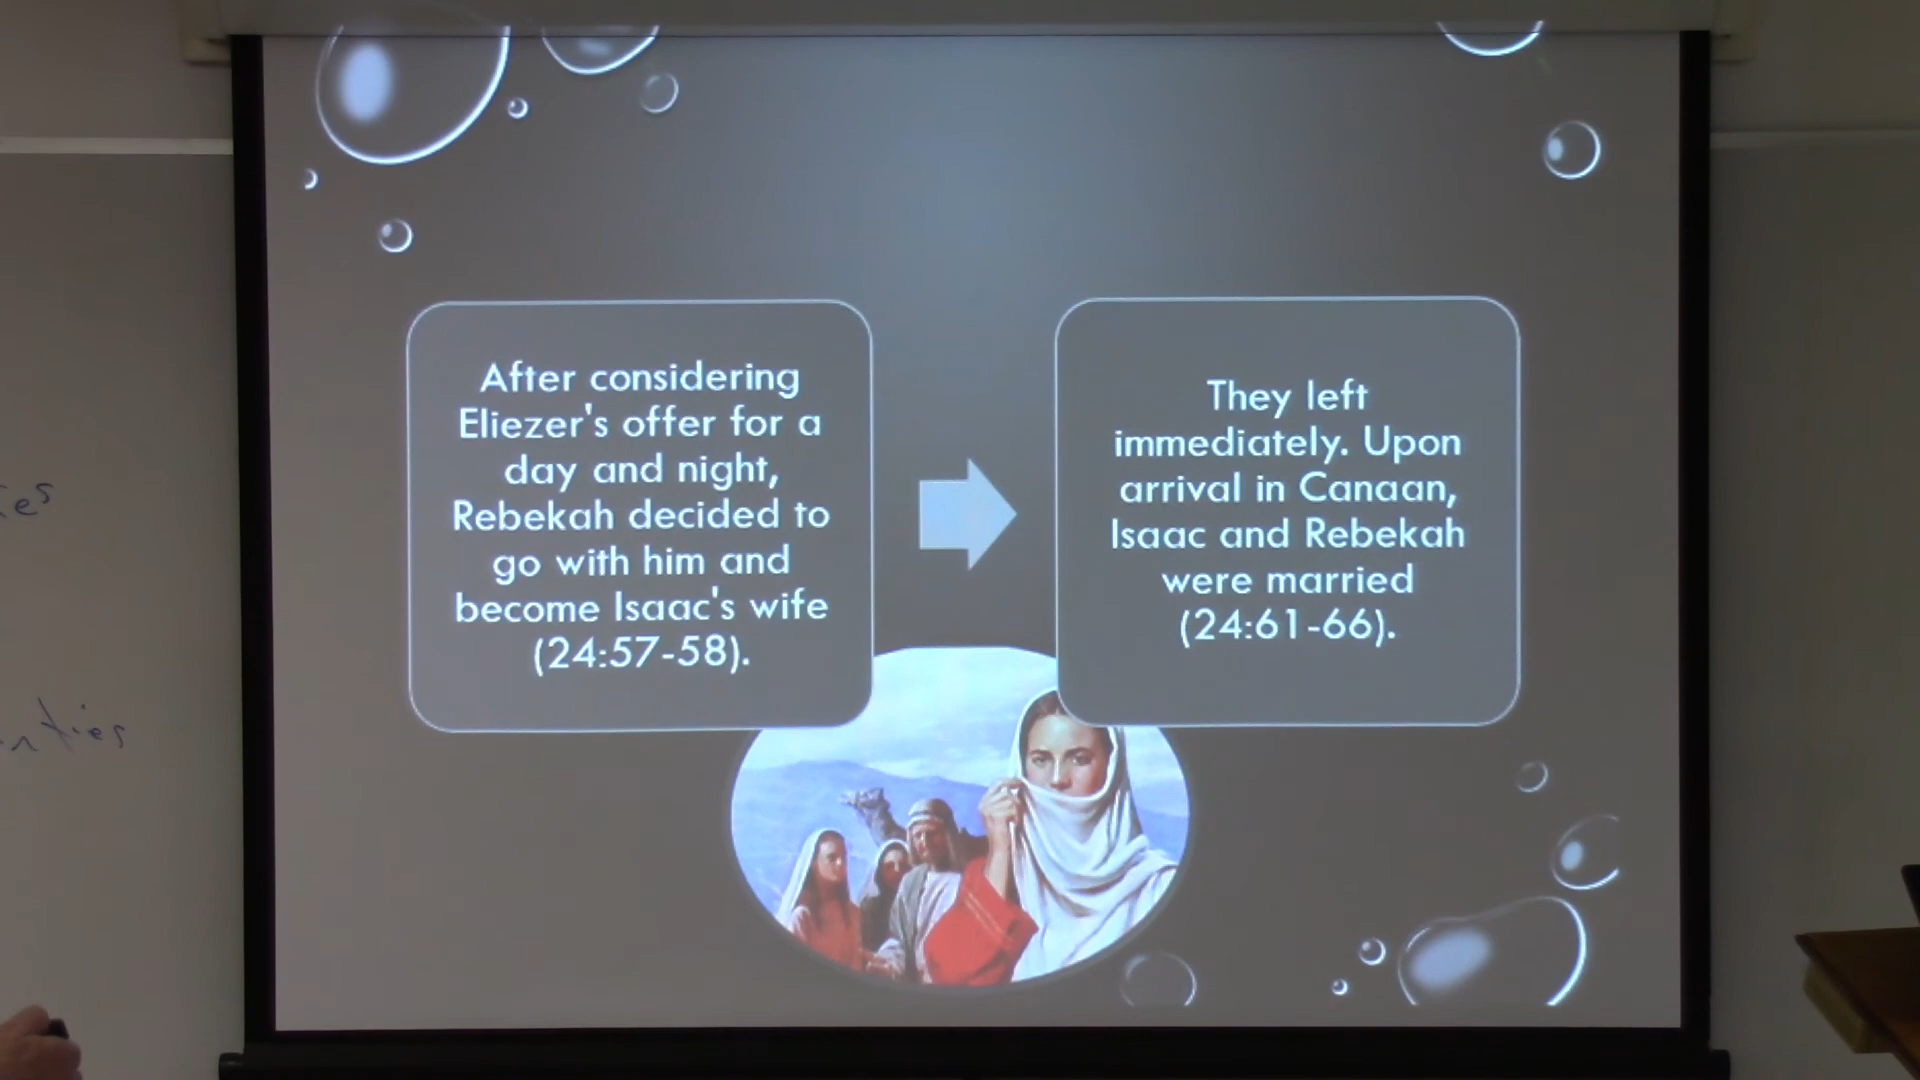 After considering
Eliezer's offer for a
day and night,
Rebekah decided to
go with him and
become Isaac's wife
(24:57-58).
They left
immediately. Upon
arrival in Canaan,
Isaac and Rebekah
were married
(24:61-66).